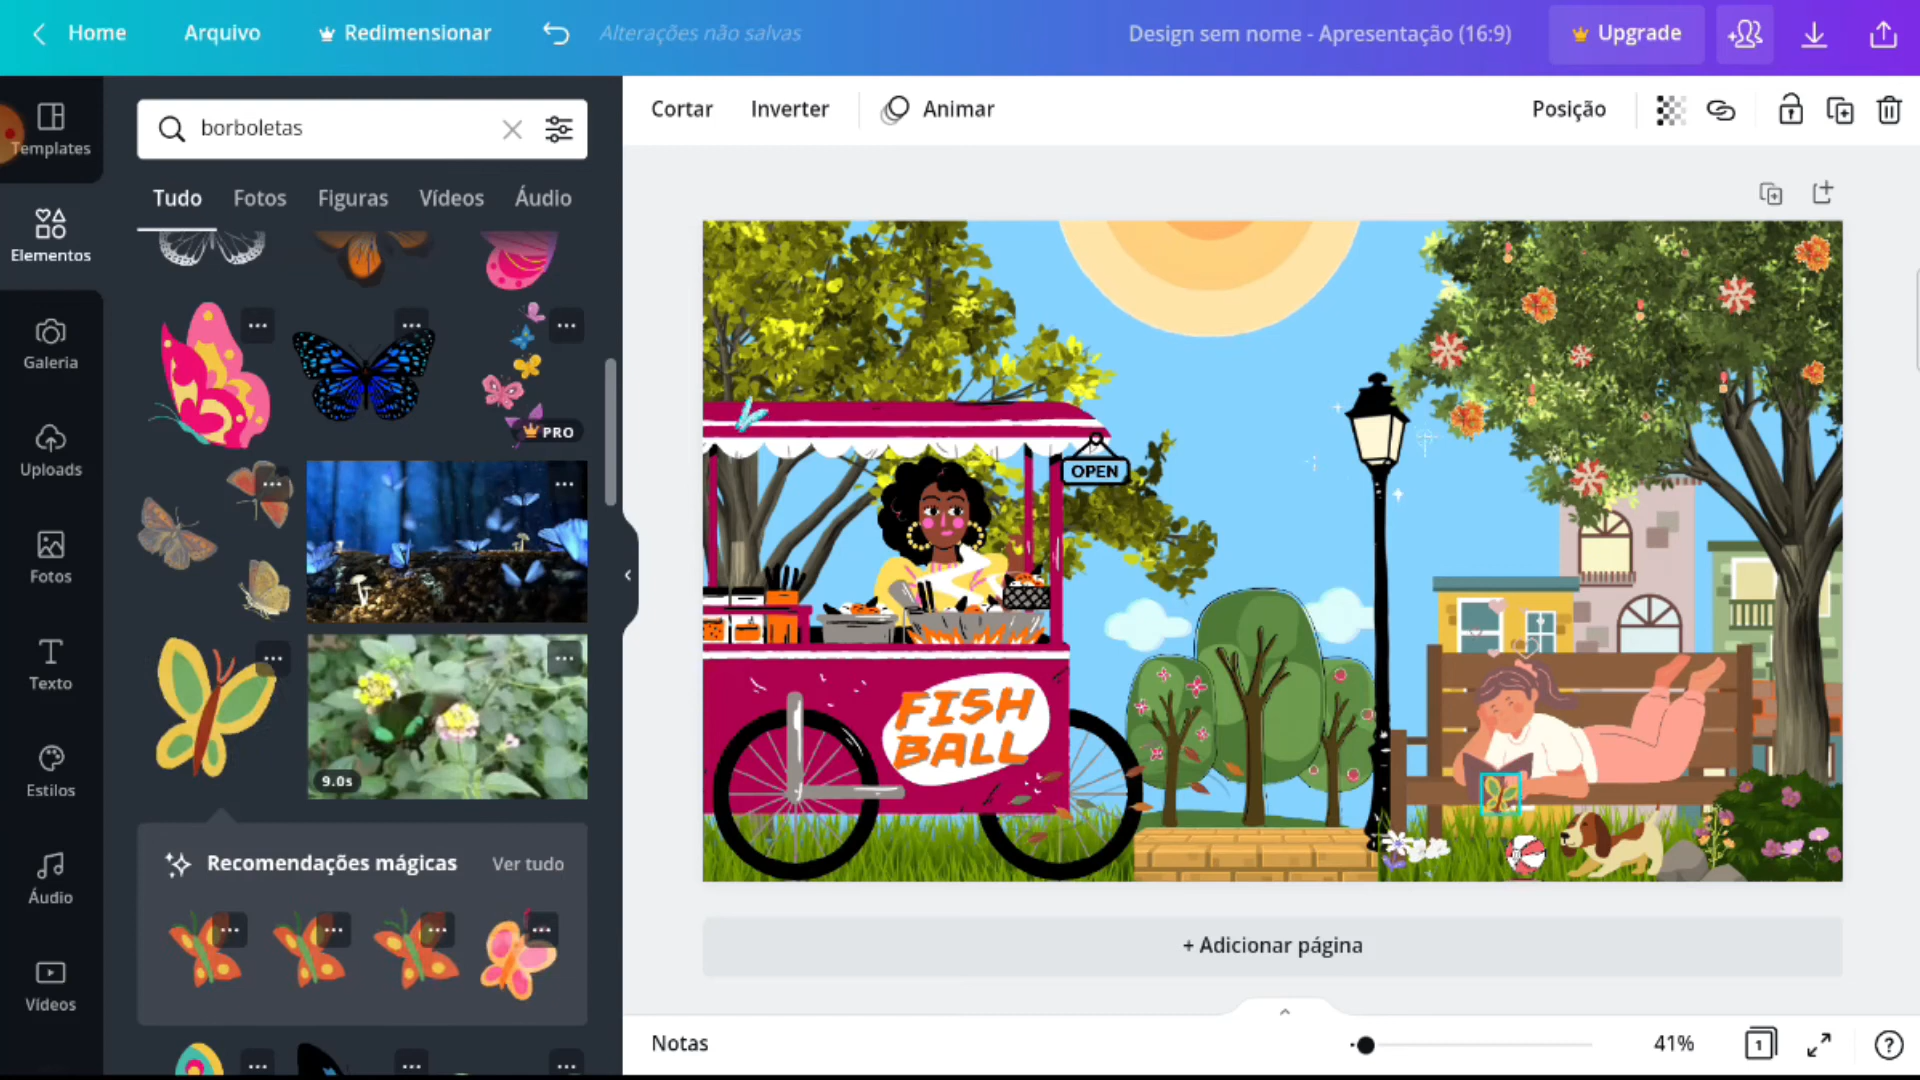 Home Arquivo Redimensionar Alterações não salvas Design sem nome - Apresentação (16:9) Upgrade
Templates
Elementos
Galeria
Uploads
Fotos
Texto
Estilos
Áudio
Vídeos
borboletas
Tudo Fotos Figuras Vídeos Áudio
PRO
9.0s
Recomendações mágicas Ver tudo
Cortar Inverter Animar Posição
OPEN
FISH
BALL
+ Adicionar página
Notas 41% 1 ?